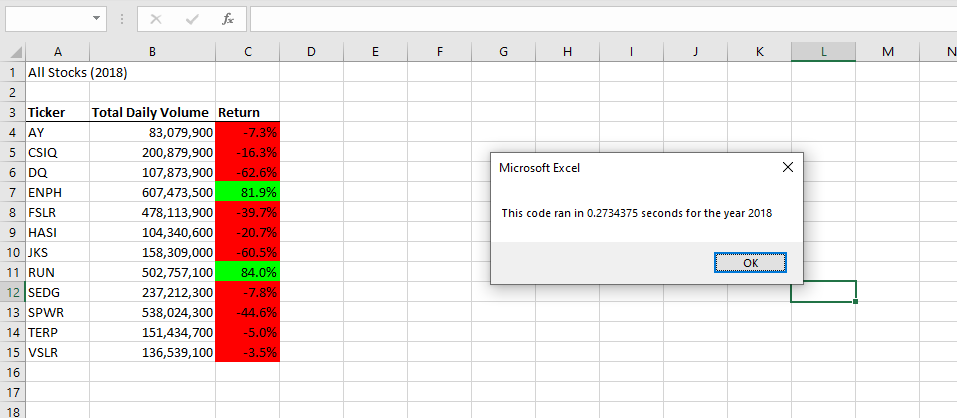 fx
A B C D E F G H I J K L M N
1 All Stocks (2018)
2
3 Ticker Total Daily Volume Return
4 AY 83,079,900 -7.3%
5 CSIQ 200,879,900 -16.3%
6 DQ 107,873,900 -62.6%
7 ENPH 607,473,500 81.9%
8 FSLR 478,113,900 -39.7%
9 HASI 104,340,600 -20.7%
10 JKS 158,309,000 -60.5%
11 RUN 502,757,100 84.0%
12 SEDG 237,212,300 -7.8%
13 SPWR 538,024,300 -44.6%
14 TERP 151,434,700 -5.0%
15 VSLR 136,539,100 -3.5%
16
17
18
Microsoft Excel
This code ran in 0.2734375 seconds for the year 2018
OK